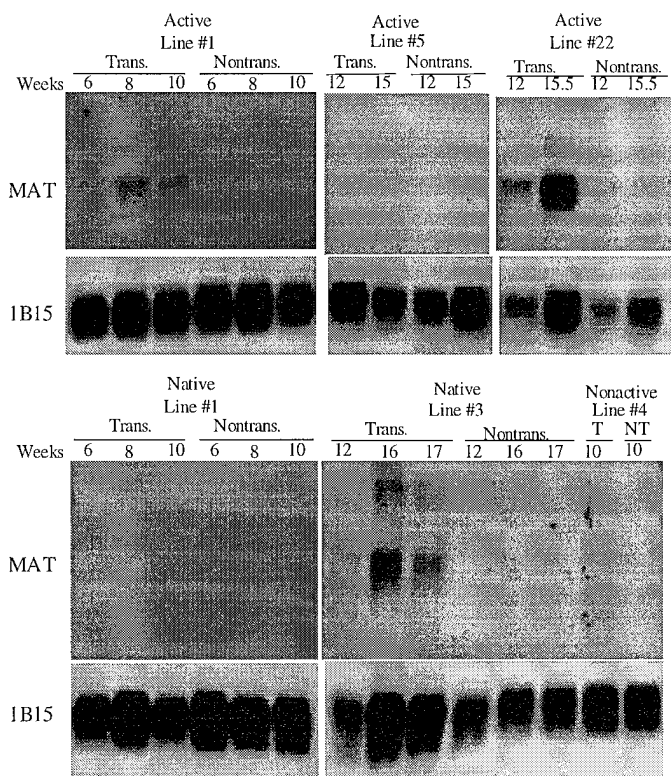 Active Active Active
Line #1 Line #5 Line #22
Trans. Nontrans. Trans. Nontrans. Trans. Nontrans.
Weeks 6 8 10 6 8 10 12 15 12 15 12 15.5 12 15.5
MAT
1B15
Native Native Nonactive
Line #1 Line #3 Line #4
Trans. Nontrans. Trans. Nontrans. T NT
Weeks 6 8 10 6 8 10 12 16 17 12 16 17 10 10
MAT
1B15